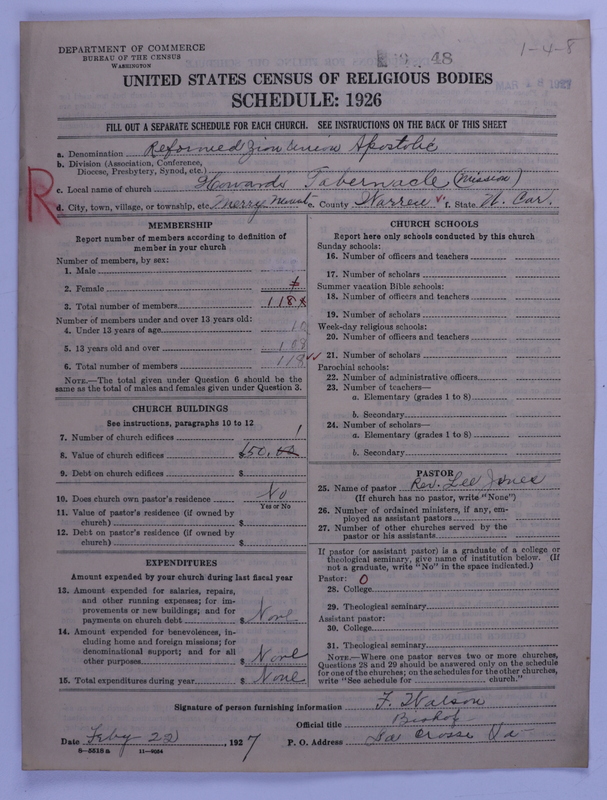 DEPARTMENT OF COMMERCE
BUREAU OF THE CENSUS
WASHINGTON
48
1-4-8
UNITED STATES CENSUS OF RELIGIOUS BODIES
SCHEDULE: 1926
FILL OUT A SEPARATE SCHEDULE FOR EACH CHURCH. SEE INSTRUCTIONS ON THE BACK OF THIS SHEET
a. Denomination Reformed Zion Union Apostolic
b. Division (Association, Conference, Diocese, Presbytery, Synod, etc.)
c. Local name of church Howards Tabernacle (Mission)
R
d. City, town, village, or township, etc. Merry Mount e. County Warren f. State N. Car.
MEMBERSHIP
Report number of members according to definition of
member in your church
Number of members, by sex:
1. Male
2. Female
3. Total number of members 118
Number of members under and over 13 years old:
4. Under 13 years of age 10
5. 13 years old and over 108
6. Total number of members 118
NOTE.—The total given under Question 6 should be the
same as the total of males and females given under Question 3.
CHURCH BUILDINGS
See instructions, paragraphs 10 to 12
7. Number of church edifices 1
8. Value of church edifices $50.00
9. Debt on church edifices $
10. Does church own pastor's residence No
Yes or No
11. Value of pastor's residence (if owned by
church) $
12. Debt on pastor's residence (if owned by
church) $
EXPENDITURES
Amount expended by your church during last fiscal year
13. Amount expended for salaries, repairs,
and other running expenses; for im-
provements or new buildings; and for
payments on church debt $ None
14. Amount expended for benevolences, in-
cluding home and foreign missions; for
denominational support; and for all
other purposes $ None
15. Total expenditures during year $ None
CHURCH SCHOOLS
Report here only schools conducted by this church
Sunday schools:
16. Number of officers and teachers
17. Number of scholars
Summer vacation Bible schools:
18. Number of officers and teachers
19. Number of scholars
Week-day religious schools:
20. Number of officers and teachers
21. Number of scholars
Parochial schools:
22. Number of administrative officers
23. Number of teachers—
a. Elementary (grades 1 to 8)
b. Secondary
24. Number of scholars—
a. Elementary (grades 1 to 8)
b. Secondary
PASTOR
25. Name of pastor Rev. Lee Jones
(If church has no pastor, write "None")
26. Number of ordained ministers, if any, em-
ployed as assistant pastors
27. Number of other churches served by the
pastor or his assistants
If pastor (or assistant pastor) is a graduate of a college or
theological seminary, give name of institution below. (If
not a graduate, write "No" in the space indicated.)
Pastor: O
28. College
29. Theological seminary
Assistant pastor:
30. College
31. Theological seminary
NOTE.—Where one pastor serves two or more churches,
Questions 28 and 29 should be answered only on the schedule
for one of the churches; on the schedules for the other churches,
write "See schedule for church."
Signature of person furnishing information F. Watson
Official title Bishop
Date Feby 22, 1927 P. O. Address La Crosse Va
8-5518a 11-9054